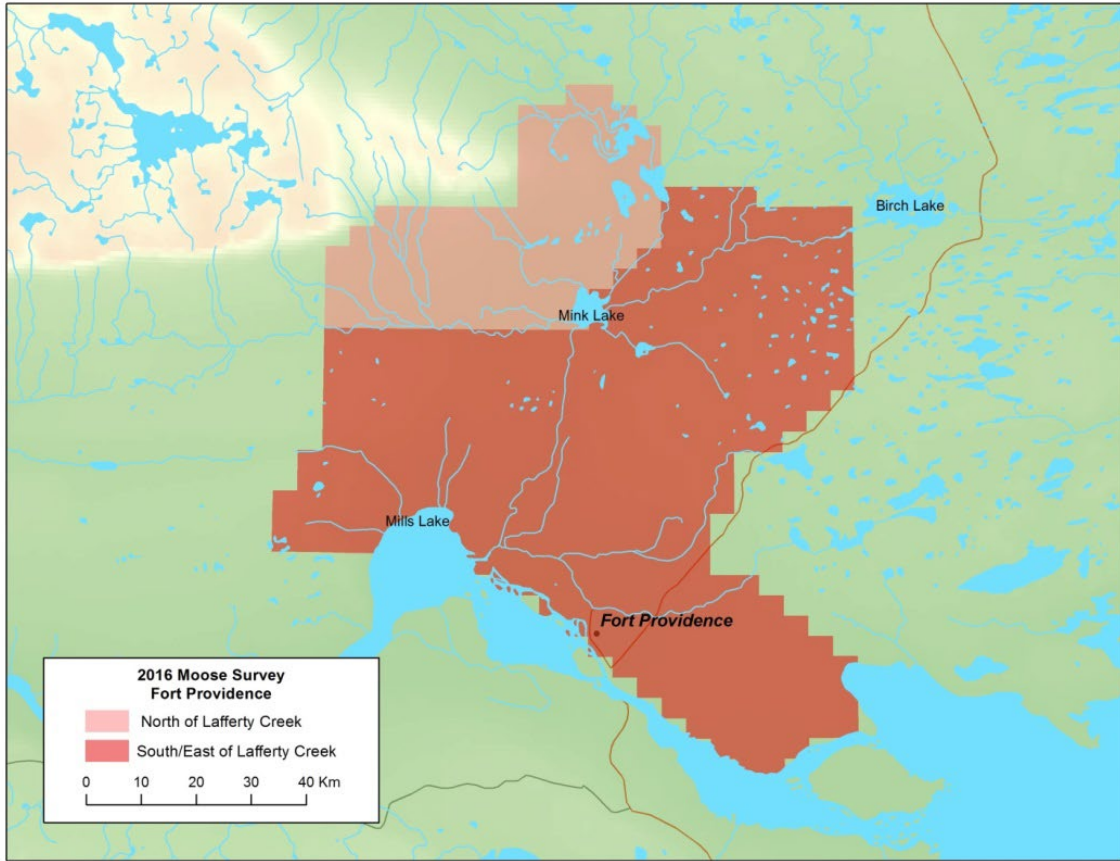 Birch Lake
Mink Lake
Mills Lake
Fort Providence
2016 Moose Survey
Fort Providence
North of Lafferty Creek
South/East of Lafferty Creek
0 10 20 30 40 Km